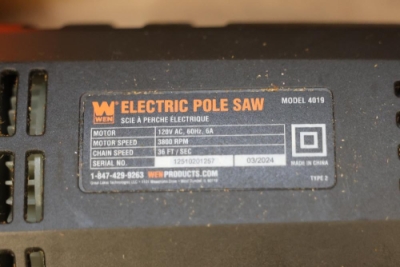 WEN ELECTRIC POLE SAW MODEL 4019
SCIE À PERCHE ÉLECTRIQUE
MOTOR 120V AC, 60Hz, 6A
MOTOR SPEED 3800 RPM
CHAIN SPEED 36 FT / SEC
SERIAL NO. 03/2024
MADE IN CHINA
1-847-429-9263 WENPRODUCTS.COM
TYPE 2